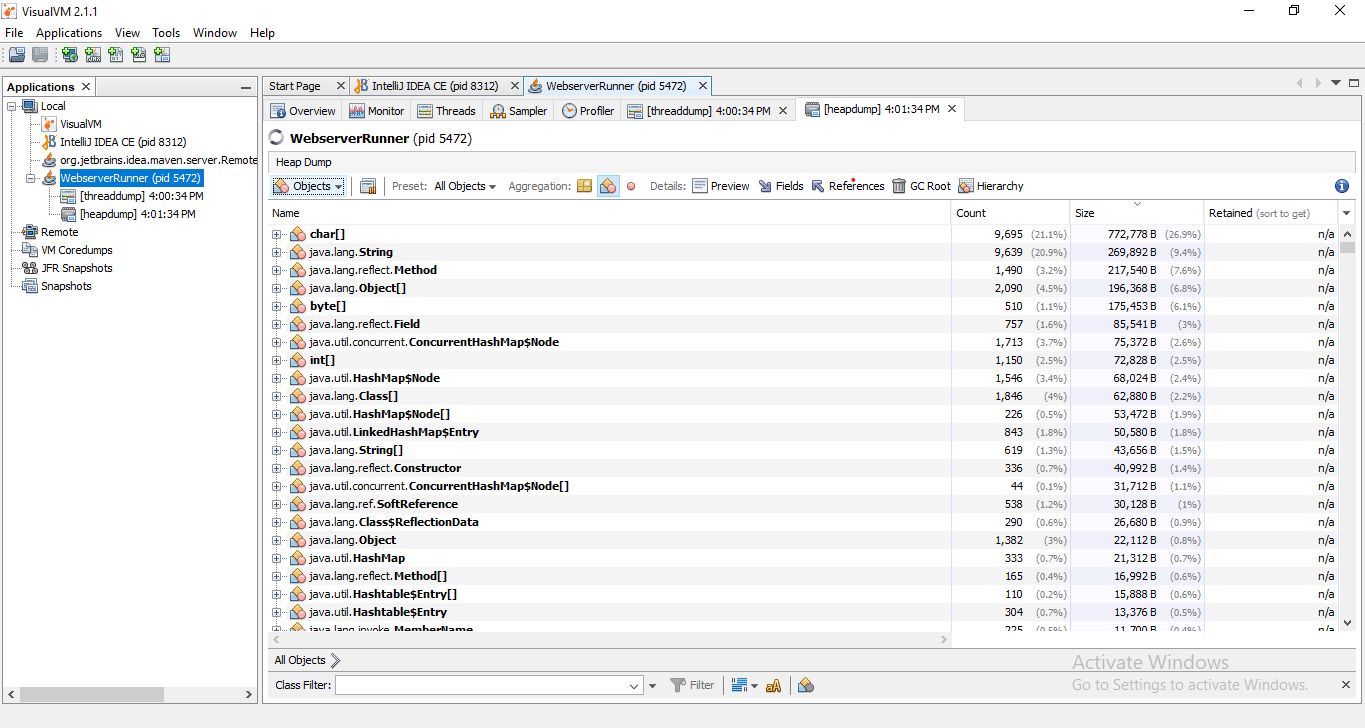 VisualVM 2.1.1
File Applications View Tools Window Help
Applications
Start Page IntelliJ IDEA CE (pid 8312) WebserverRunner (pid 5472)
Local
VisualVM
IntelliJ IDEA CE (pid 8312)
org.jetbrains.idea.maven.server.Remote
WebserverRunner (pid 5472)
[threaddump] 4:00:34 PM
[heapdump] 4:01:34 PM
Remote
VM Coredumps
JFR Snapshots
Snapshots
Overview Monitor Threads Sampler Profiler [threaddump] 4:00:34 PM [heapdump] 4:01:34 PM
WebserverRunner (pid 5472)
Heap Dump
Objects Preset: All Objects Aggregation: Details: Preview Fields References GC Root Hierarchy
Name Count Size Retained (sort to get)
char[] 9,695 (21.1%) 772,778 B (26.9%) n/a
java.lang.String 9,639 (20.9%) 269,892 B (9.4%) n/a
java.lang.reflect.Method 1,490 (3.2%) 217,540 B (7.6%) n/a
java.lang.Object[] 2,090 (4.5%) 196,368 B (6.8%) n/a
byte[] 510 (1.1%) 175,453 B (6.1%) n/a
java.lang.reflect.Field 757 (1.6%) 85,541 B (3%) n/a
java.util.concurrent.ConcurrentHashMap$Node 1,713 (3.7%) 75,372 B (2.6%) n/a
int[] 1,150 (2.5%) 72,828 B (2.5%) n/a
java.util.HashMap$Node 1,546 (3.4%) 68,024 B (2.4%) n/a
java.lang.Class[] 1,846 (4%) 62,880 B (2.2%) n/a
java.util.HashMap$Node[] 226 (0.5%) 53,472 B (1.9%) n/a
java.util.LinkedHashMap$Entry 843 (1.8%) 50,580 B (1.8%) n/a
java.lang.String[] 619 (1.3%) 43,656 B (1.5%) n/a
java.lang.reflect.Constructor 336 (0.7%) 40,992 B (1.4%) n/a
java.util.concurrent.ConcurrentHashMap$Node[] 44 (0.1%) 31,712 B (1.1%) n/a
java.lang.ref.SoftReference 538 (1.2%) 30,128 B (1%) n/a
java.lang.Class$ReflectionData 290 (0.6%) 26,680 B (0.9%) n/a
java.lang.Object 1,382 (3%) 22,112 B (0.8%) n/a
java.util.HashMap 333 (0.7%) 21,312 B (0.7%) n/a
java.lang.reflect.Method[] 165 (0.4%) 16,992 B (0.6%) n/a
java.util.Hashtable$Entry[] 110 (0.2%) 15,888 B (0.6%) n/a
java.util.Hashtable$Entry 304 (0.7%) 13,376 B (0.5%) n/a
java.lang.invoke.MemberName 225 (0.5%) 11,700 B (0.4%) n/a
All Objects
Class Filter: Filter
Activate Windows
Go to Settings to activate Windows.